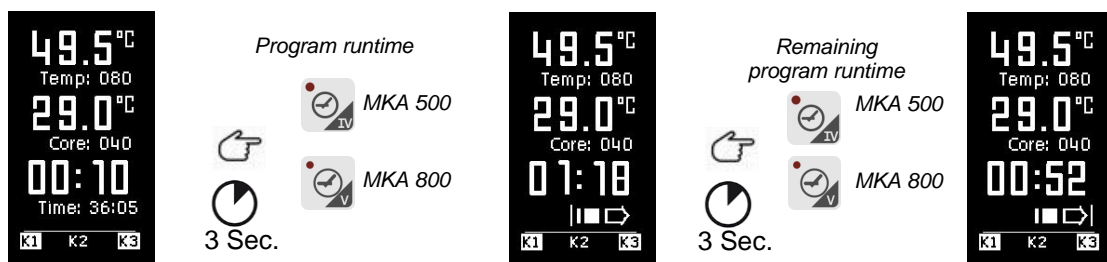 49.5°C
Temp: 080
29.0°C
Core: 040
00:10
Time: 36:05
K1 K2 K3
Program runtime
IV
MKA 500
V
MKA 800
3 Sec.
49.5°C
Temp: 080
29.0°C
Core: 040
01:18
K1 K2 K3
Remaining
program runtime
IV
MKA 500
V
MKA 800
3 Sec.
49.5°C
Temp: 080
29.0°C
Core: 040
00:52
K1 K2 K3